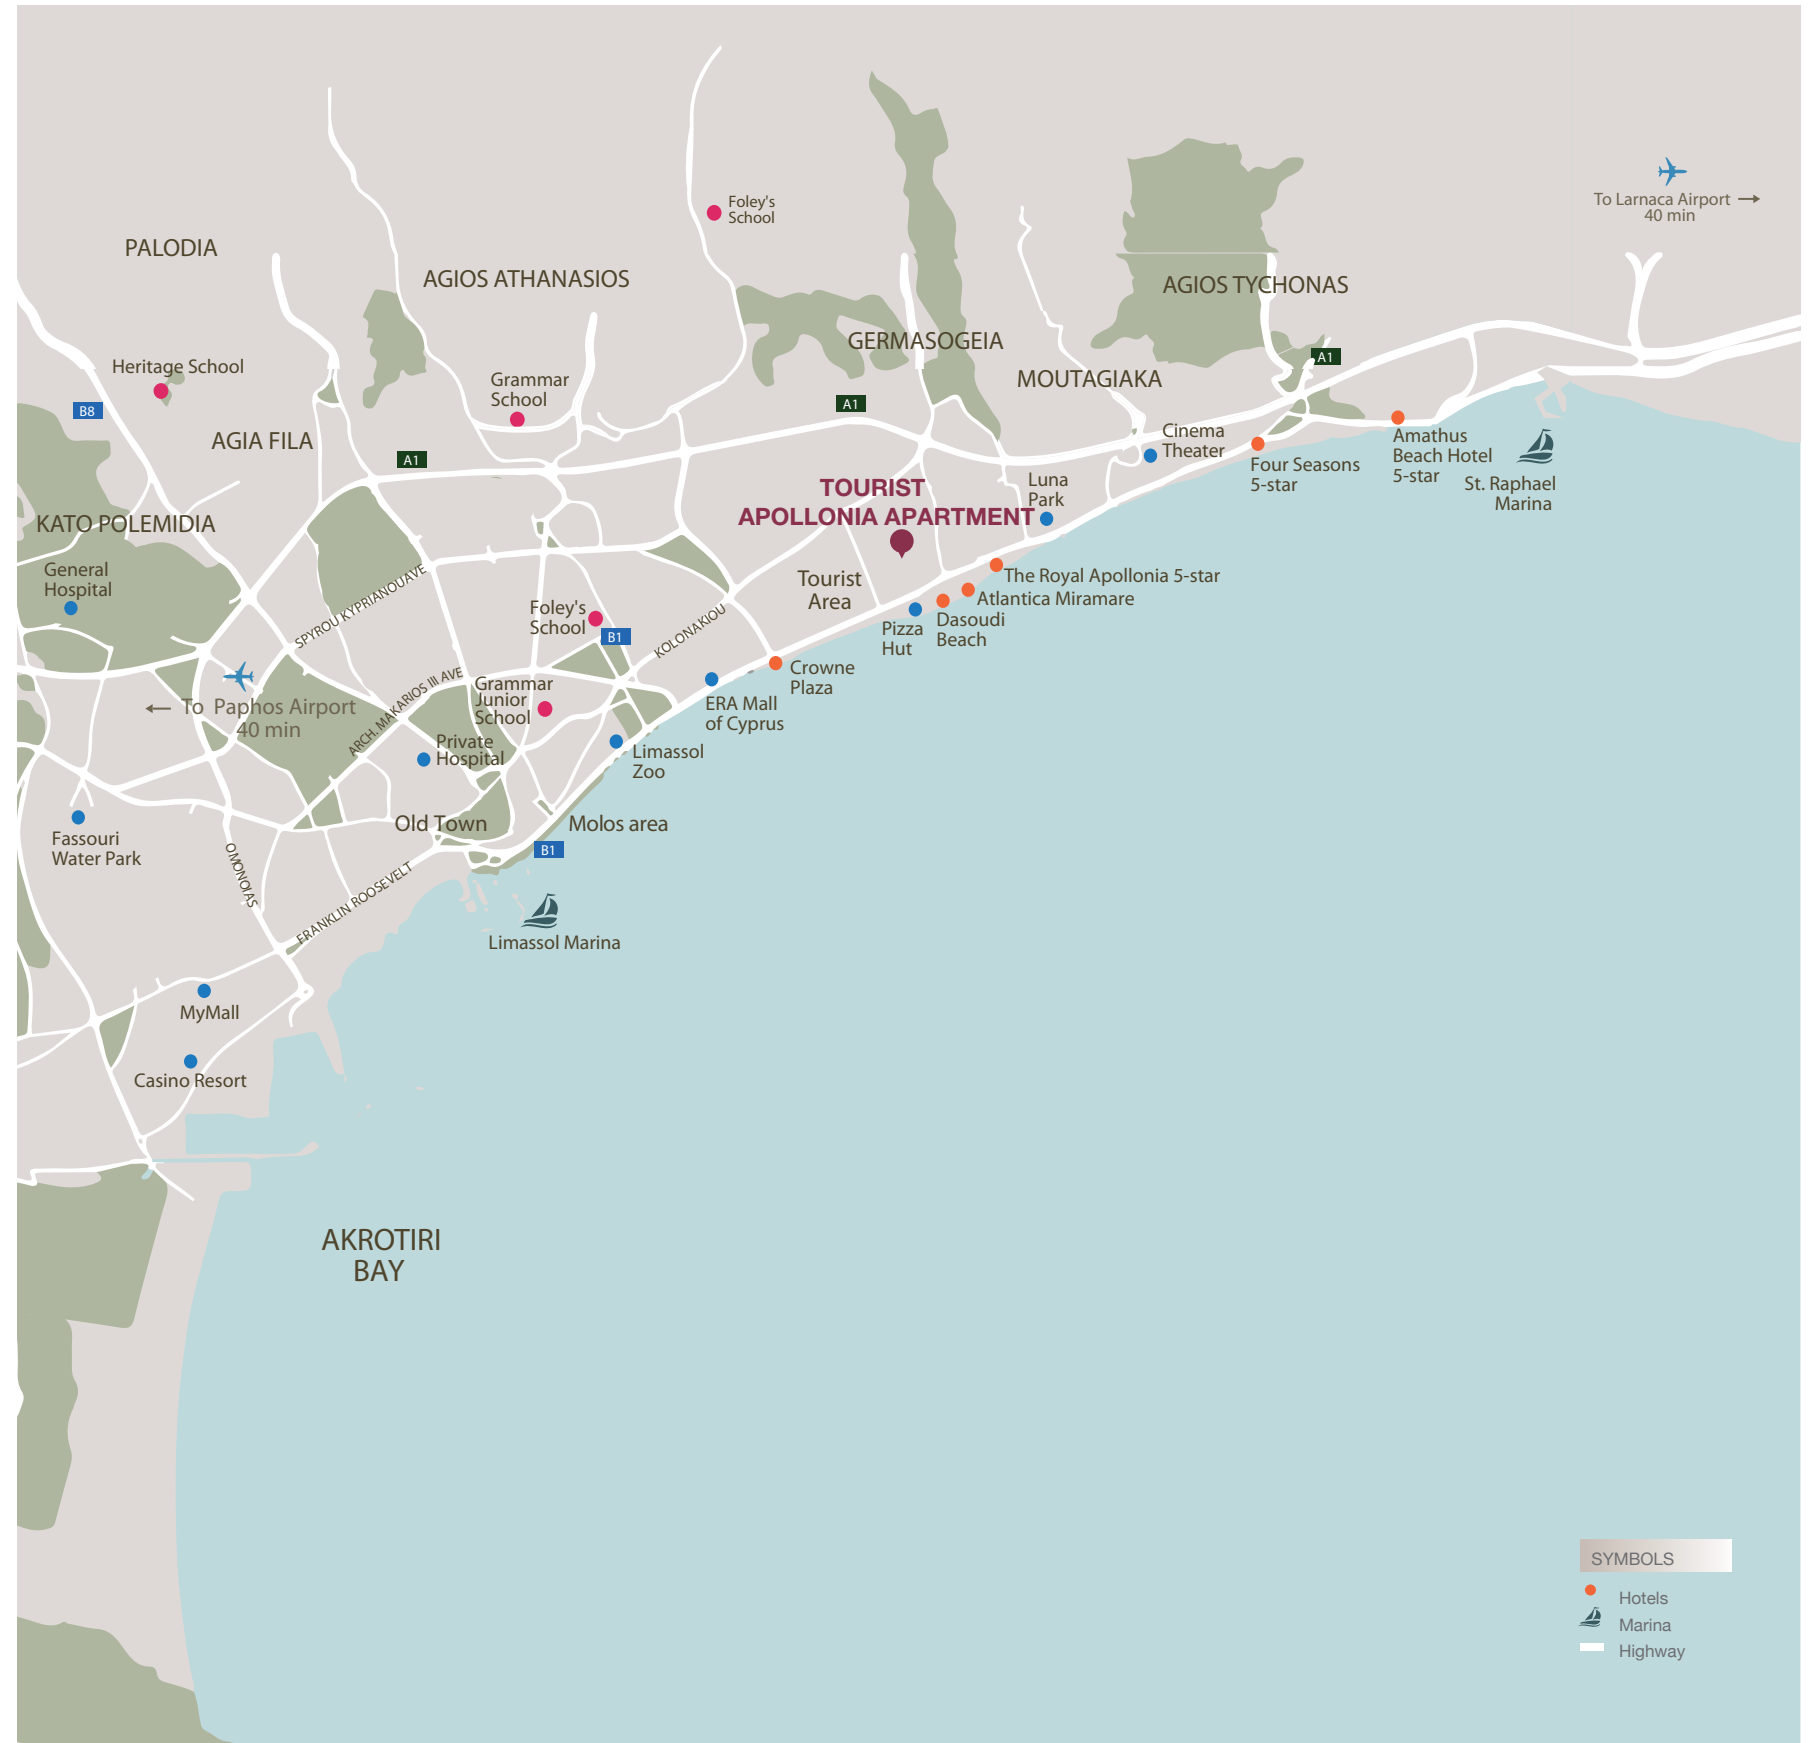 To Larnaca Airport
40 min
Foley's
School
PALODIA
AGIOS ATHANASIOS
AGIOS TYCHONAS
GERMASOGEIA
A1
Heritage School
Grammar
School
MOUTAGIAKA
B8
A1
AGIA FILA
A1
Cinema
Theater
Amathus
Beach Hotel
5-star
Four Seasons
5-star
St. Raphael
Marina
TOURIST
APOLLONIA APARTMENT
Luna
Park
KATO POLEMIDIA
General
Hospital
SPYROU KYPRIANOUAVE
Tourist
Area
The Royal Apollonia 5-star
Atlantica Miramare
Foley's
School
B1
KOLONAKIOU
Pizza
Hut
Dasoudi
Beach
Crowne
Plaza
Grammar
Junior
School
ARCH. MAKARIOS III AVE
To Paphos Airport
40 min
ERA Mall
of Cyprus
Private
Hospital
Limassol
Zoo
Old Town
Molos area
Fassouri
Water Park
B1
OMONOIAS
FRANKLIN ROOSEVELT
Limassol Marina
MyMall
Casino Resort
AKROTIRI
BAY
SYMBOLS
Hotels
Marina
Highway